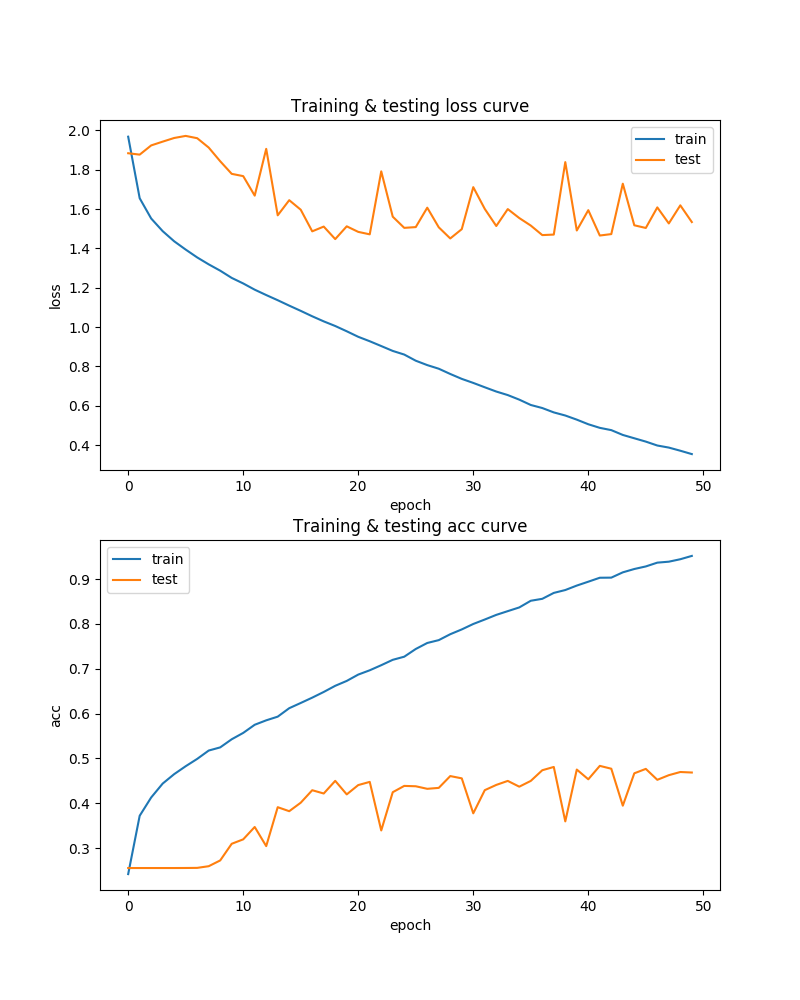 Training & testing loss curve
train
test
2.0
1.8
1.6
1.4
1.2
1.0
0.8
0.6
0.4
loss
0 10 20 30 40 50
epoch
Training & testing acc curve
train
test
0.9
0.8
0.7
0.6
0.5
0.4
0.3
acc
0 10 20 30 40 50
epoch